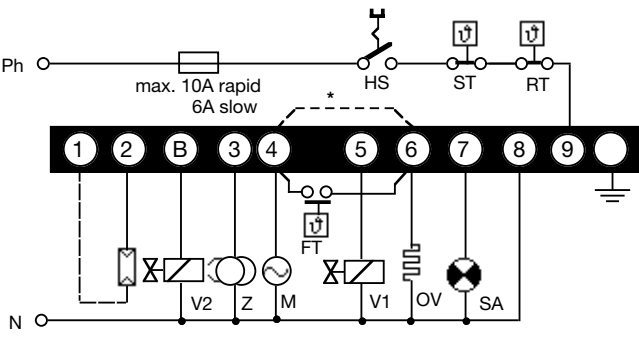 Ph
max. 10A rapid
6A slow
HS
ST
RT
ϑ
ϑ
*
1 2 B 3 4 5 6 7 8 9
ϑ
FT
V2
Z
M
V1
OV
SA
N